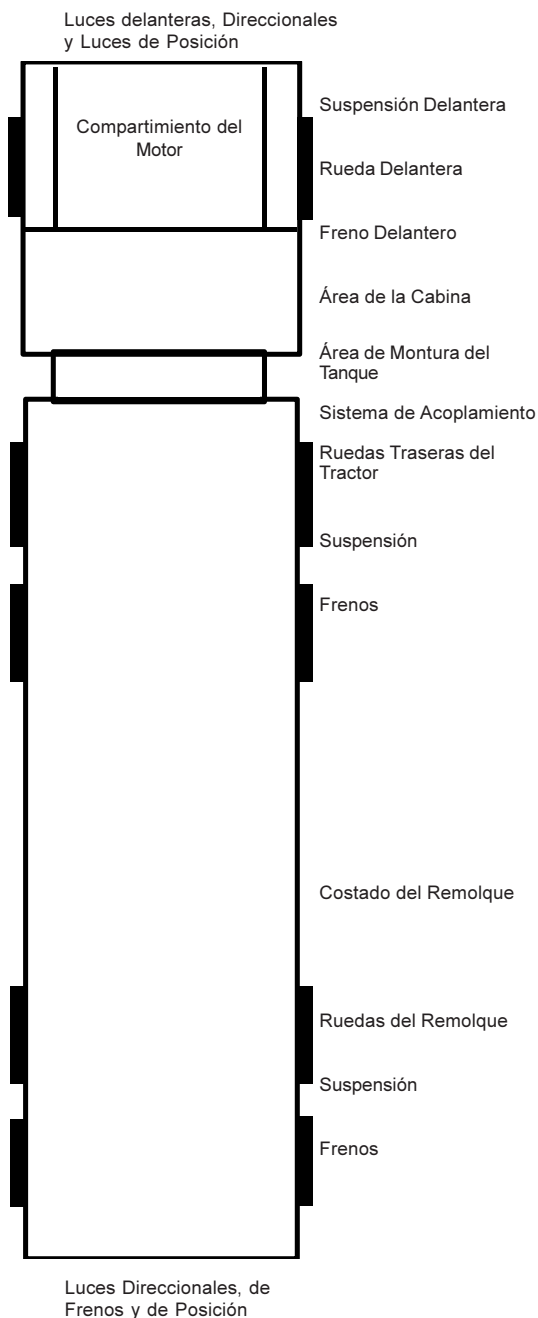 Luces delanteras, Direccionales
y Luces de Posición
Suspensión Delantera
Compartimiento del
Motor
Rueda Delantera
Freno Delantero
Área de la Cabina
Área de Montura del
Tanque
Sistema de Acoplamiento
Ruedas Traseras del
Tractor
Suspensión
Frenos
Costado del Remolque
Ruedas del Remolque
Suspensión
Frenos
Luces Direccionales, de
Frenos y de Posición